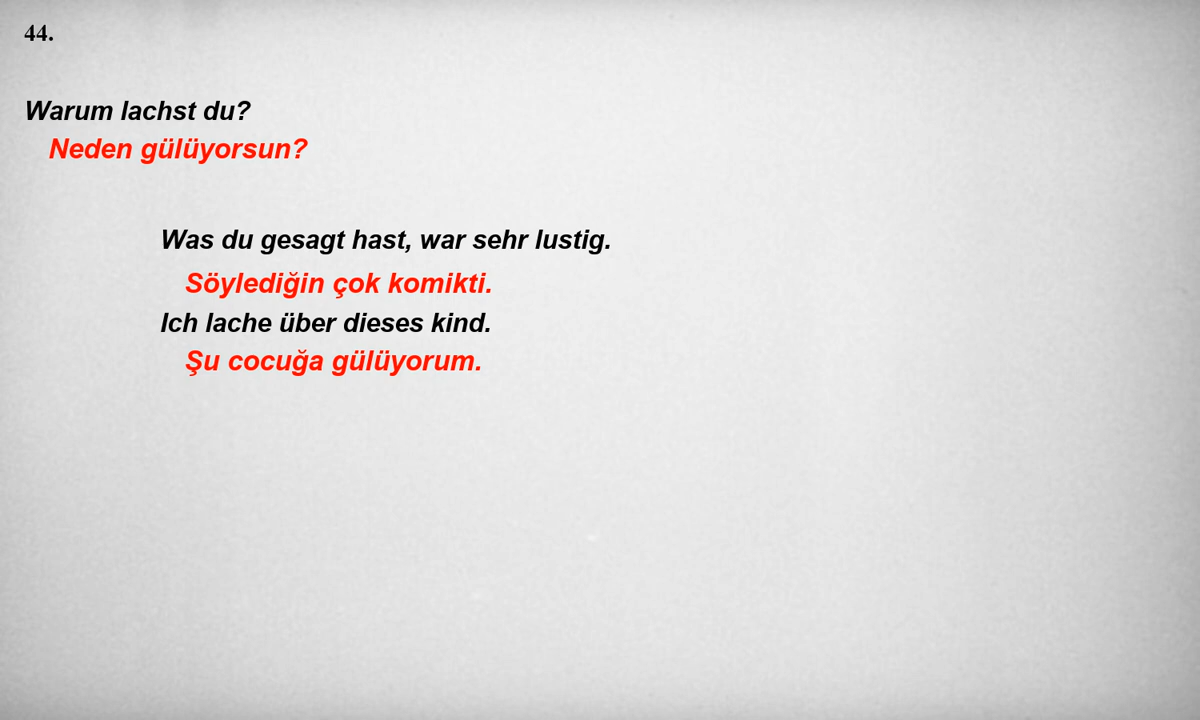 44.
Warum lachst du?
Neden gülüyorsun?
Was du gesagt hast, war sehr lustig.
Söylediğin çok komikti.
Ich lache über dieses kind.
Şu cocuğa gülüyorum.